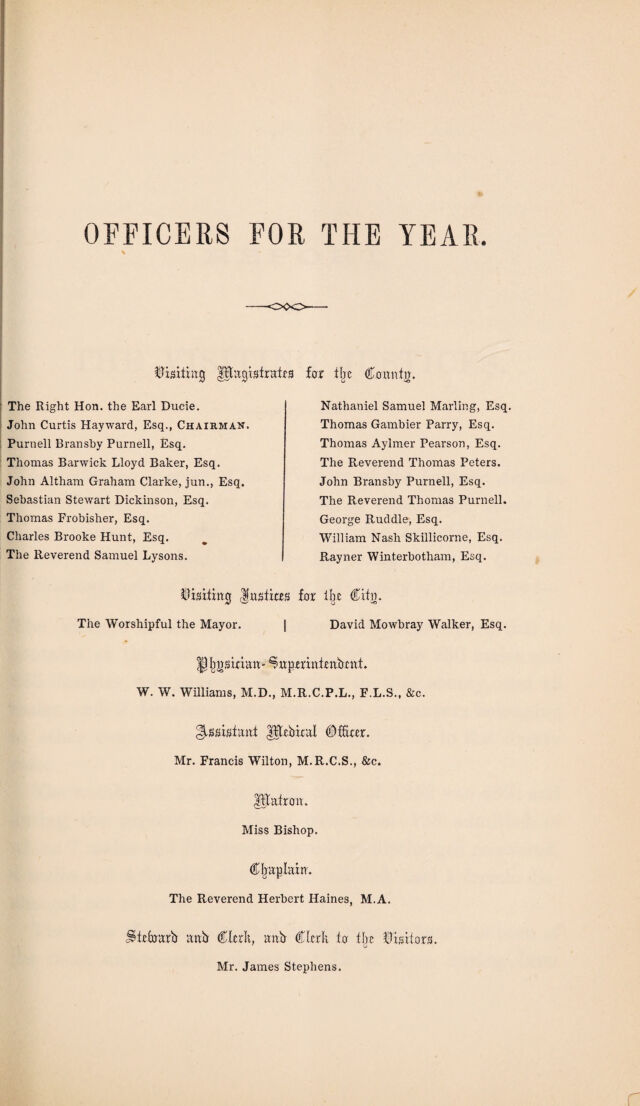 OFFICERS FOR THE YEAR.
Visiting Magistrates for the County.
The Right Hon. the Earl Ducie.
John Curtis Hayward, Esq., CHAIRMAN.
Purnell Bransby Purnell, Esq.
Thomas Barwick Lloyd Baker, Esq.
John Altham Graham Clarke, jun., Esq.
Sebastian Stewart Dickinson, Esq.
Thomas Frobisher, Esq.
Charles Brooke Hunt, Esq.
The Reverend Samuel Lysons.
Nathaniel Samuel Marling, Esq.
Thomas Gambier Parry, Esq.
Thomas Aylmer Pearson, Esq.
The Reverend Thomas Peters.
John Bransby Purnell, Esq.
The Reverend Thomas Purnell.
George Ruddle, Esq.
William Nash Skillicorne, Esq.
Rayner Winterbotham, Esq.
Visiting Justices for the City.
The Worshipful the Mayor. | David Mowbray Walker, Esq.
Physician-Superintendent.
W. W. Williams, M.D., M.R.C.P.L., F.L.S., &c.
Assistant Medical Officer.
Mr. Francis Wilton, M.R.C.S., &c.
Matron.
Miss Bishop.
Chaplain.
The Reverend Herbert Haines, M.A.
Steward and Clerk, and Clerk to the Visitors.
Mr. James Stephens.